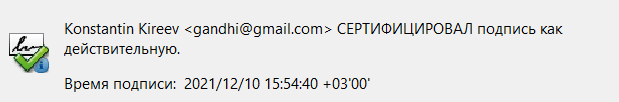 Konstantin Kireev <gandhi@gmail.com> СЕРТИФИЦИРОВАЛ подпись как
действительную.
Время подписи: 2021/12/10 15:54:40 +03'00'